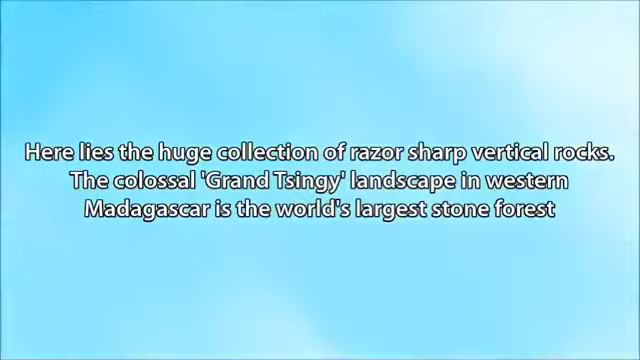 Here lies the huge collection of razor sharp vertical rocks.
The colossal 'Grand Tsingy' landscape in western
Madagascar is the world's largest stone forest